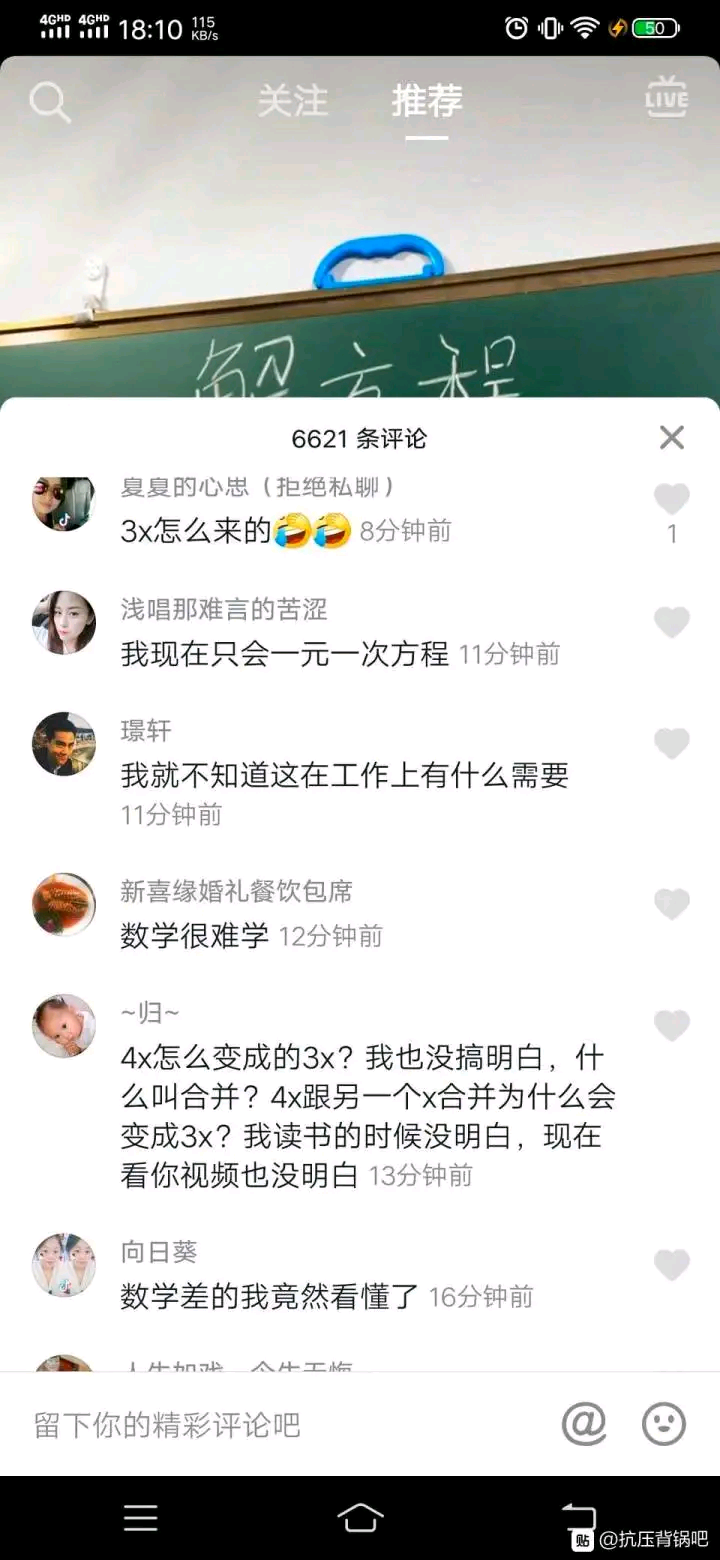 4GHD 4GHD 18:10 115 KB/s 50
关注 推荐 LIVE
解方程
6621 条评论
夏夏的心思（拒绝私聊）
3x怎么来的🤣🤣 8分钟前
1
浅唱那难言的苦涩
我现在只会一元一次方程 11分钟前
璟轩
我就不知道这在工作上有什么需要
11分钟前
新喜缘婚礼餐饮包席
数学很难学 12分钟前
~归~
4x怎么变成的3x？我也没搞明白，什
么叫合并？4x跟另一个x合并为什么会
变成3x？我读书的时候没明白，现在
看你视频也没明白 13分钟前
向日葵
数学差的我竟然看懂了 16分钟前
留下你的精彩评论吧
@
贴 @抗压背锅吧